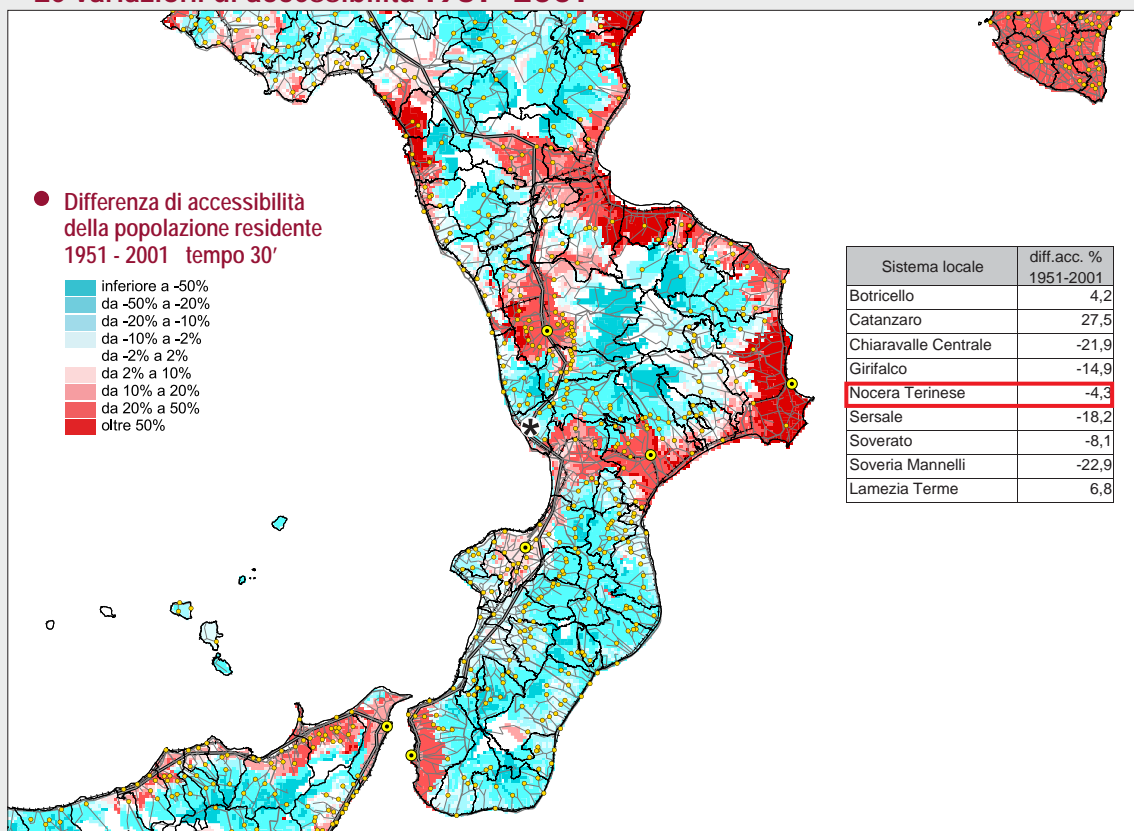 ● Differenza di accessibilità
della popolazione residente
1951 - 2001 tempo 30'
inferiore a -50%
da -50% a -20%
da -20% a -10%
da -10% a -2%
da -2% a 2%
da 2% a 10%
da 10% a 20%
da 20% a 50%
oltre 50%
*
Sistema locale diff.acc. % 1951-2001
Botricello 4,2
Catanzaro 27,5
Chiaravalle Centrale -21,9
Girifalco -14,9
Nocera Terinese -4,3
Sersale -18,2
Soverato -8,1
Soveria Mannelli -22,9
Lamezia Terme 6,8